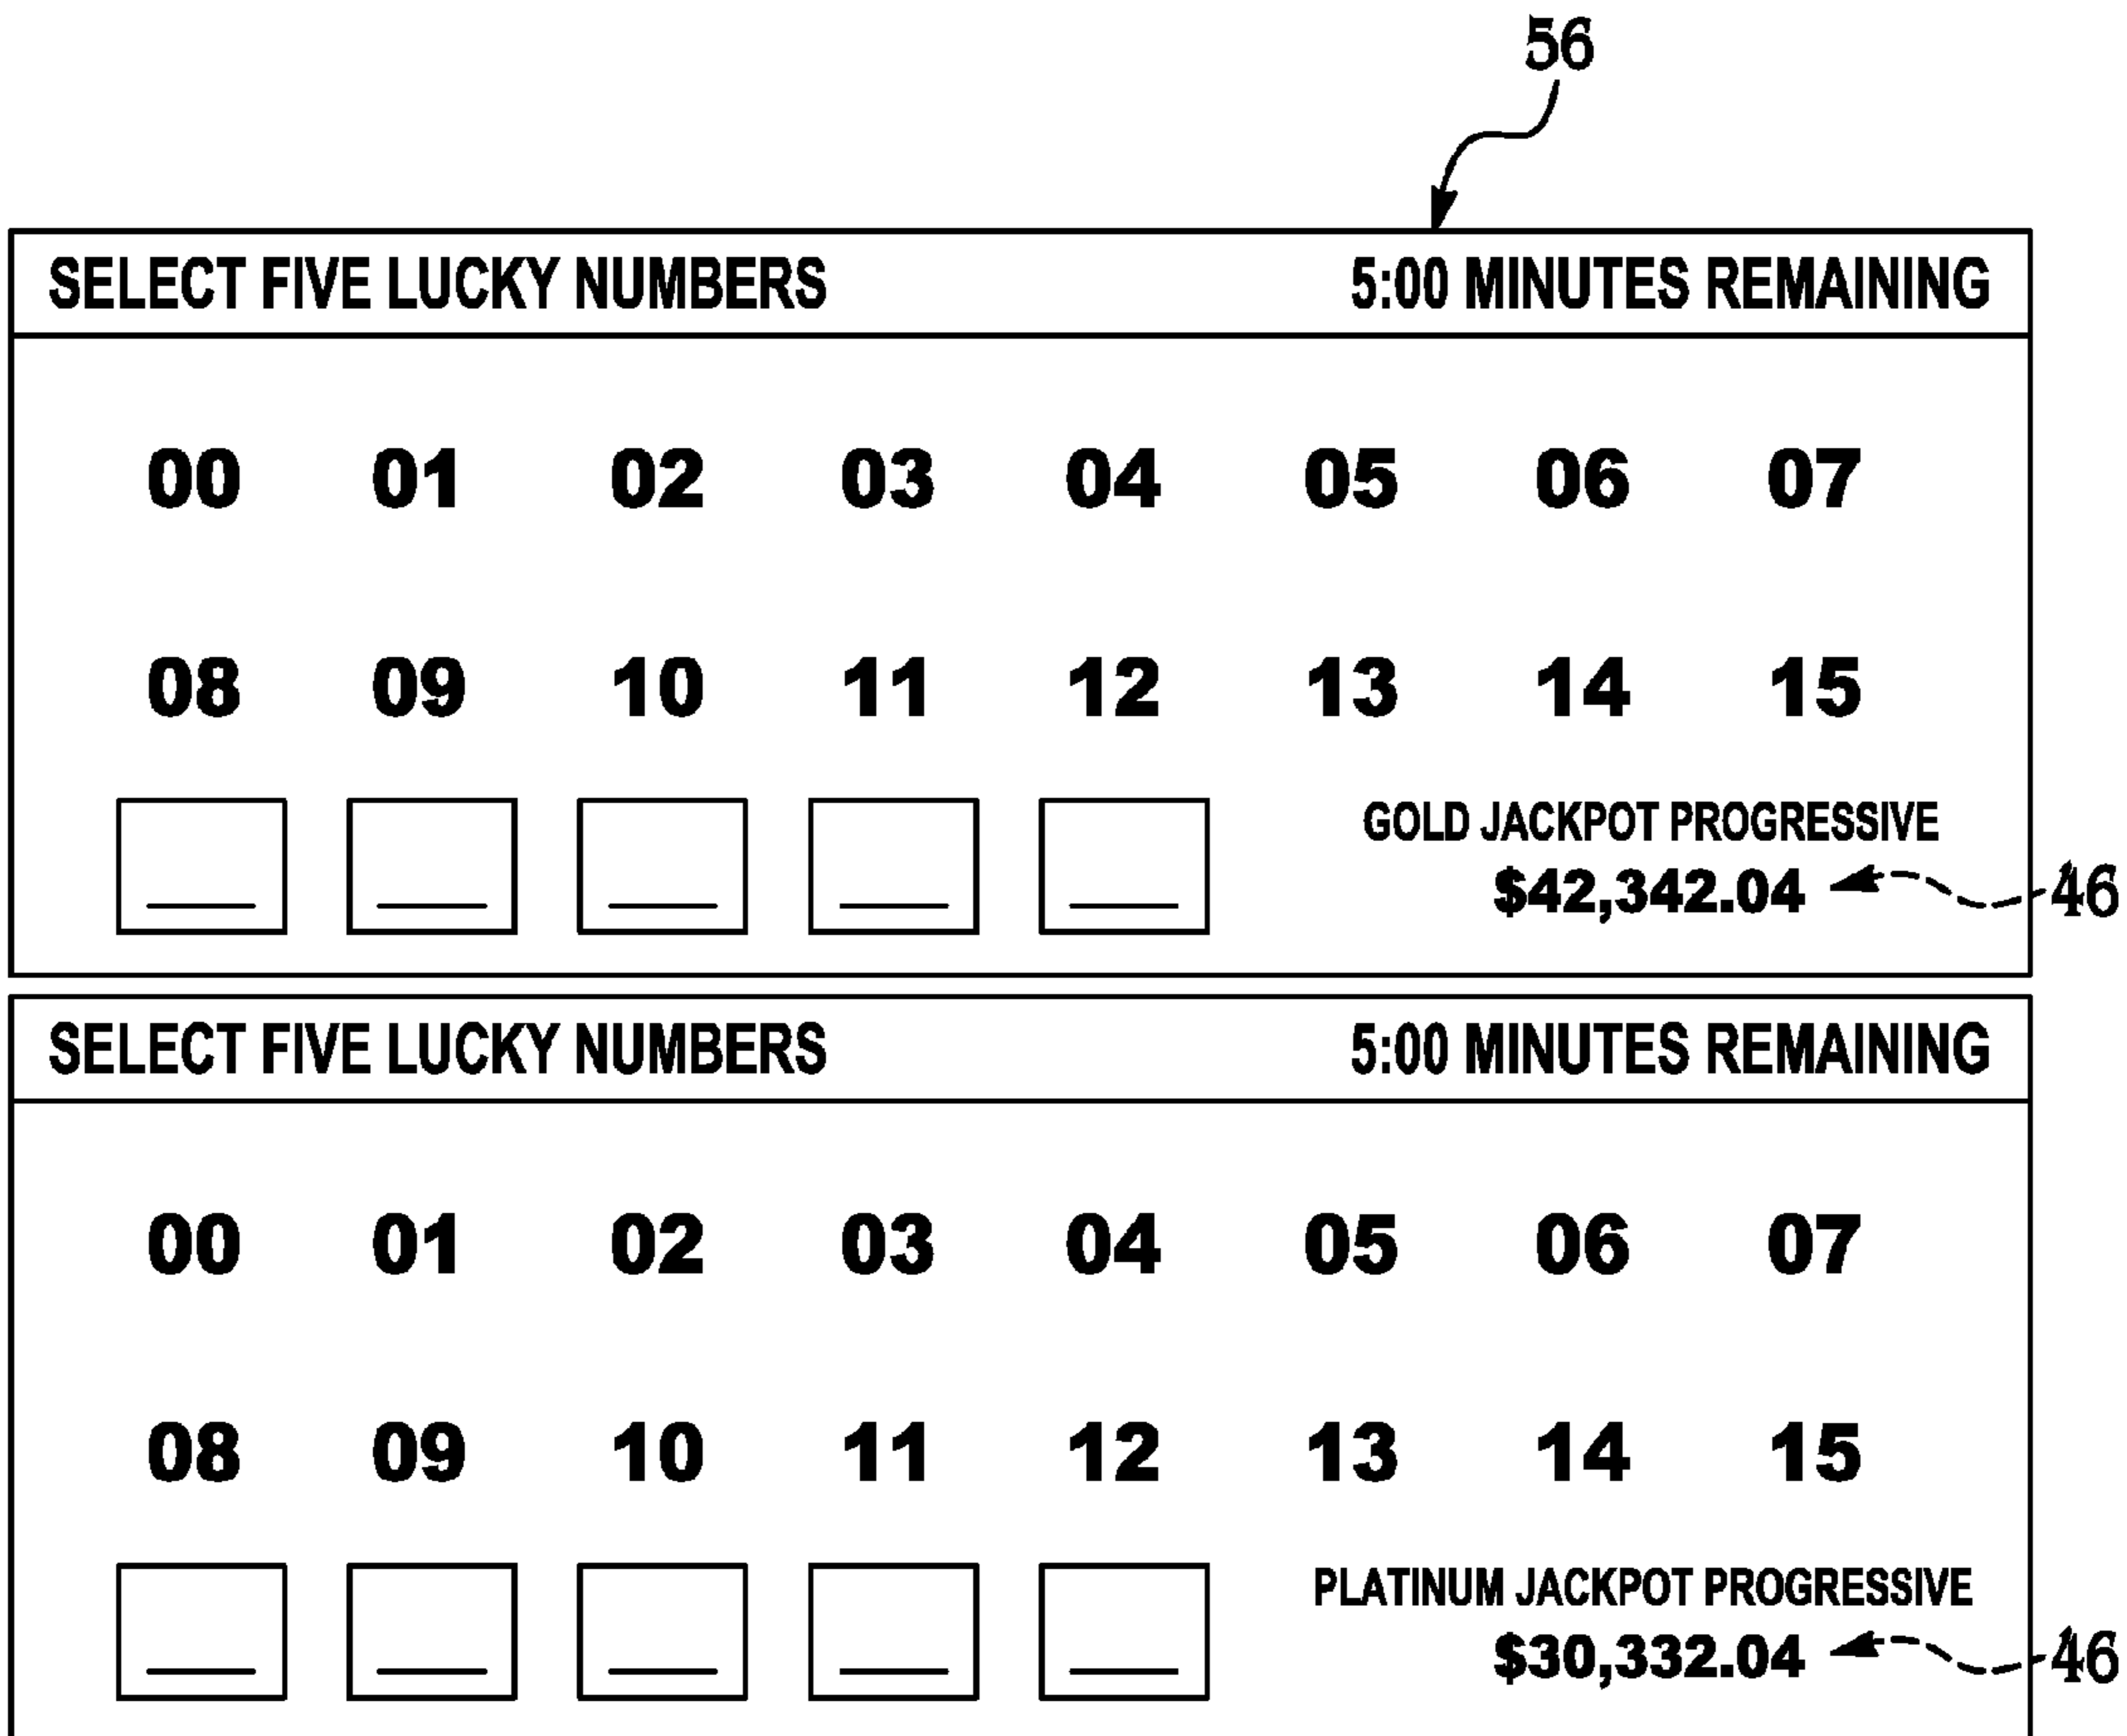 56
SELECT FIVE LUCKY NUMBERS 5:00 MINUTES REMAINING
00 01 02 03 04 05 06 07
08 09 10 11 12 13 14 15
GOLD JACKPOT PROGRESSIVE
$42,342.04 46
SELECT FIVE LUCKY NUMBERS 5:00 MINUTES REMAINING
00 01 02 03 04 05 06 07
08 09 10 11 12 13 14 15
PLATINUM JACKPOT PROGRESSIVE
$30,332.04 46